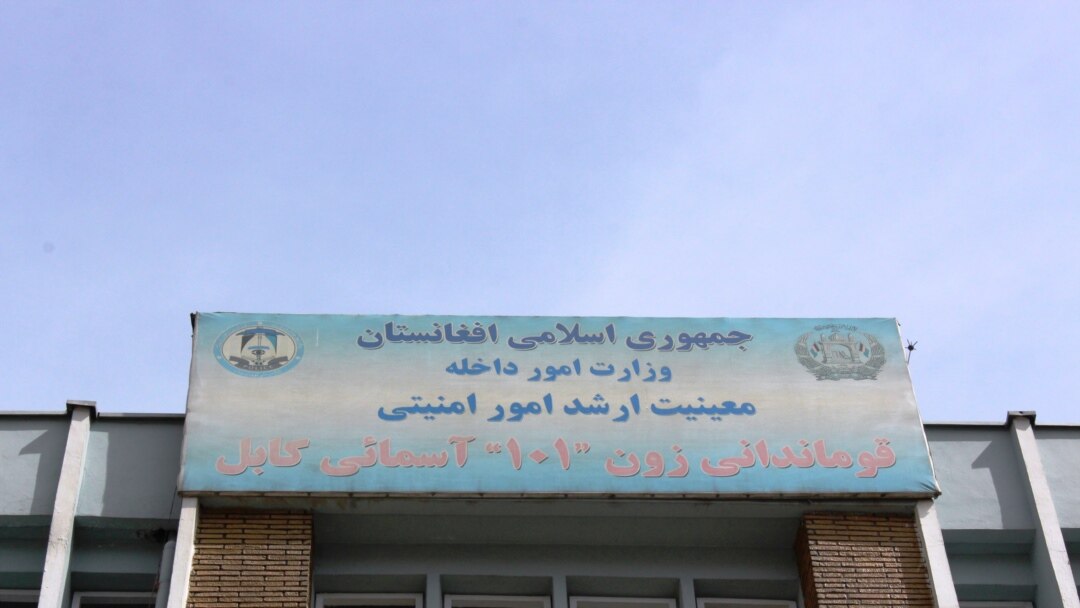 جمهوری اسلامی افغانستان
وزارت امور داخله
معینیت ارشد امور امنیتی
قوماندانی زون "۱۰۱" آسمائی کابل